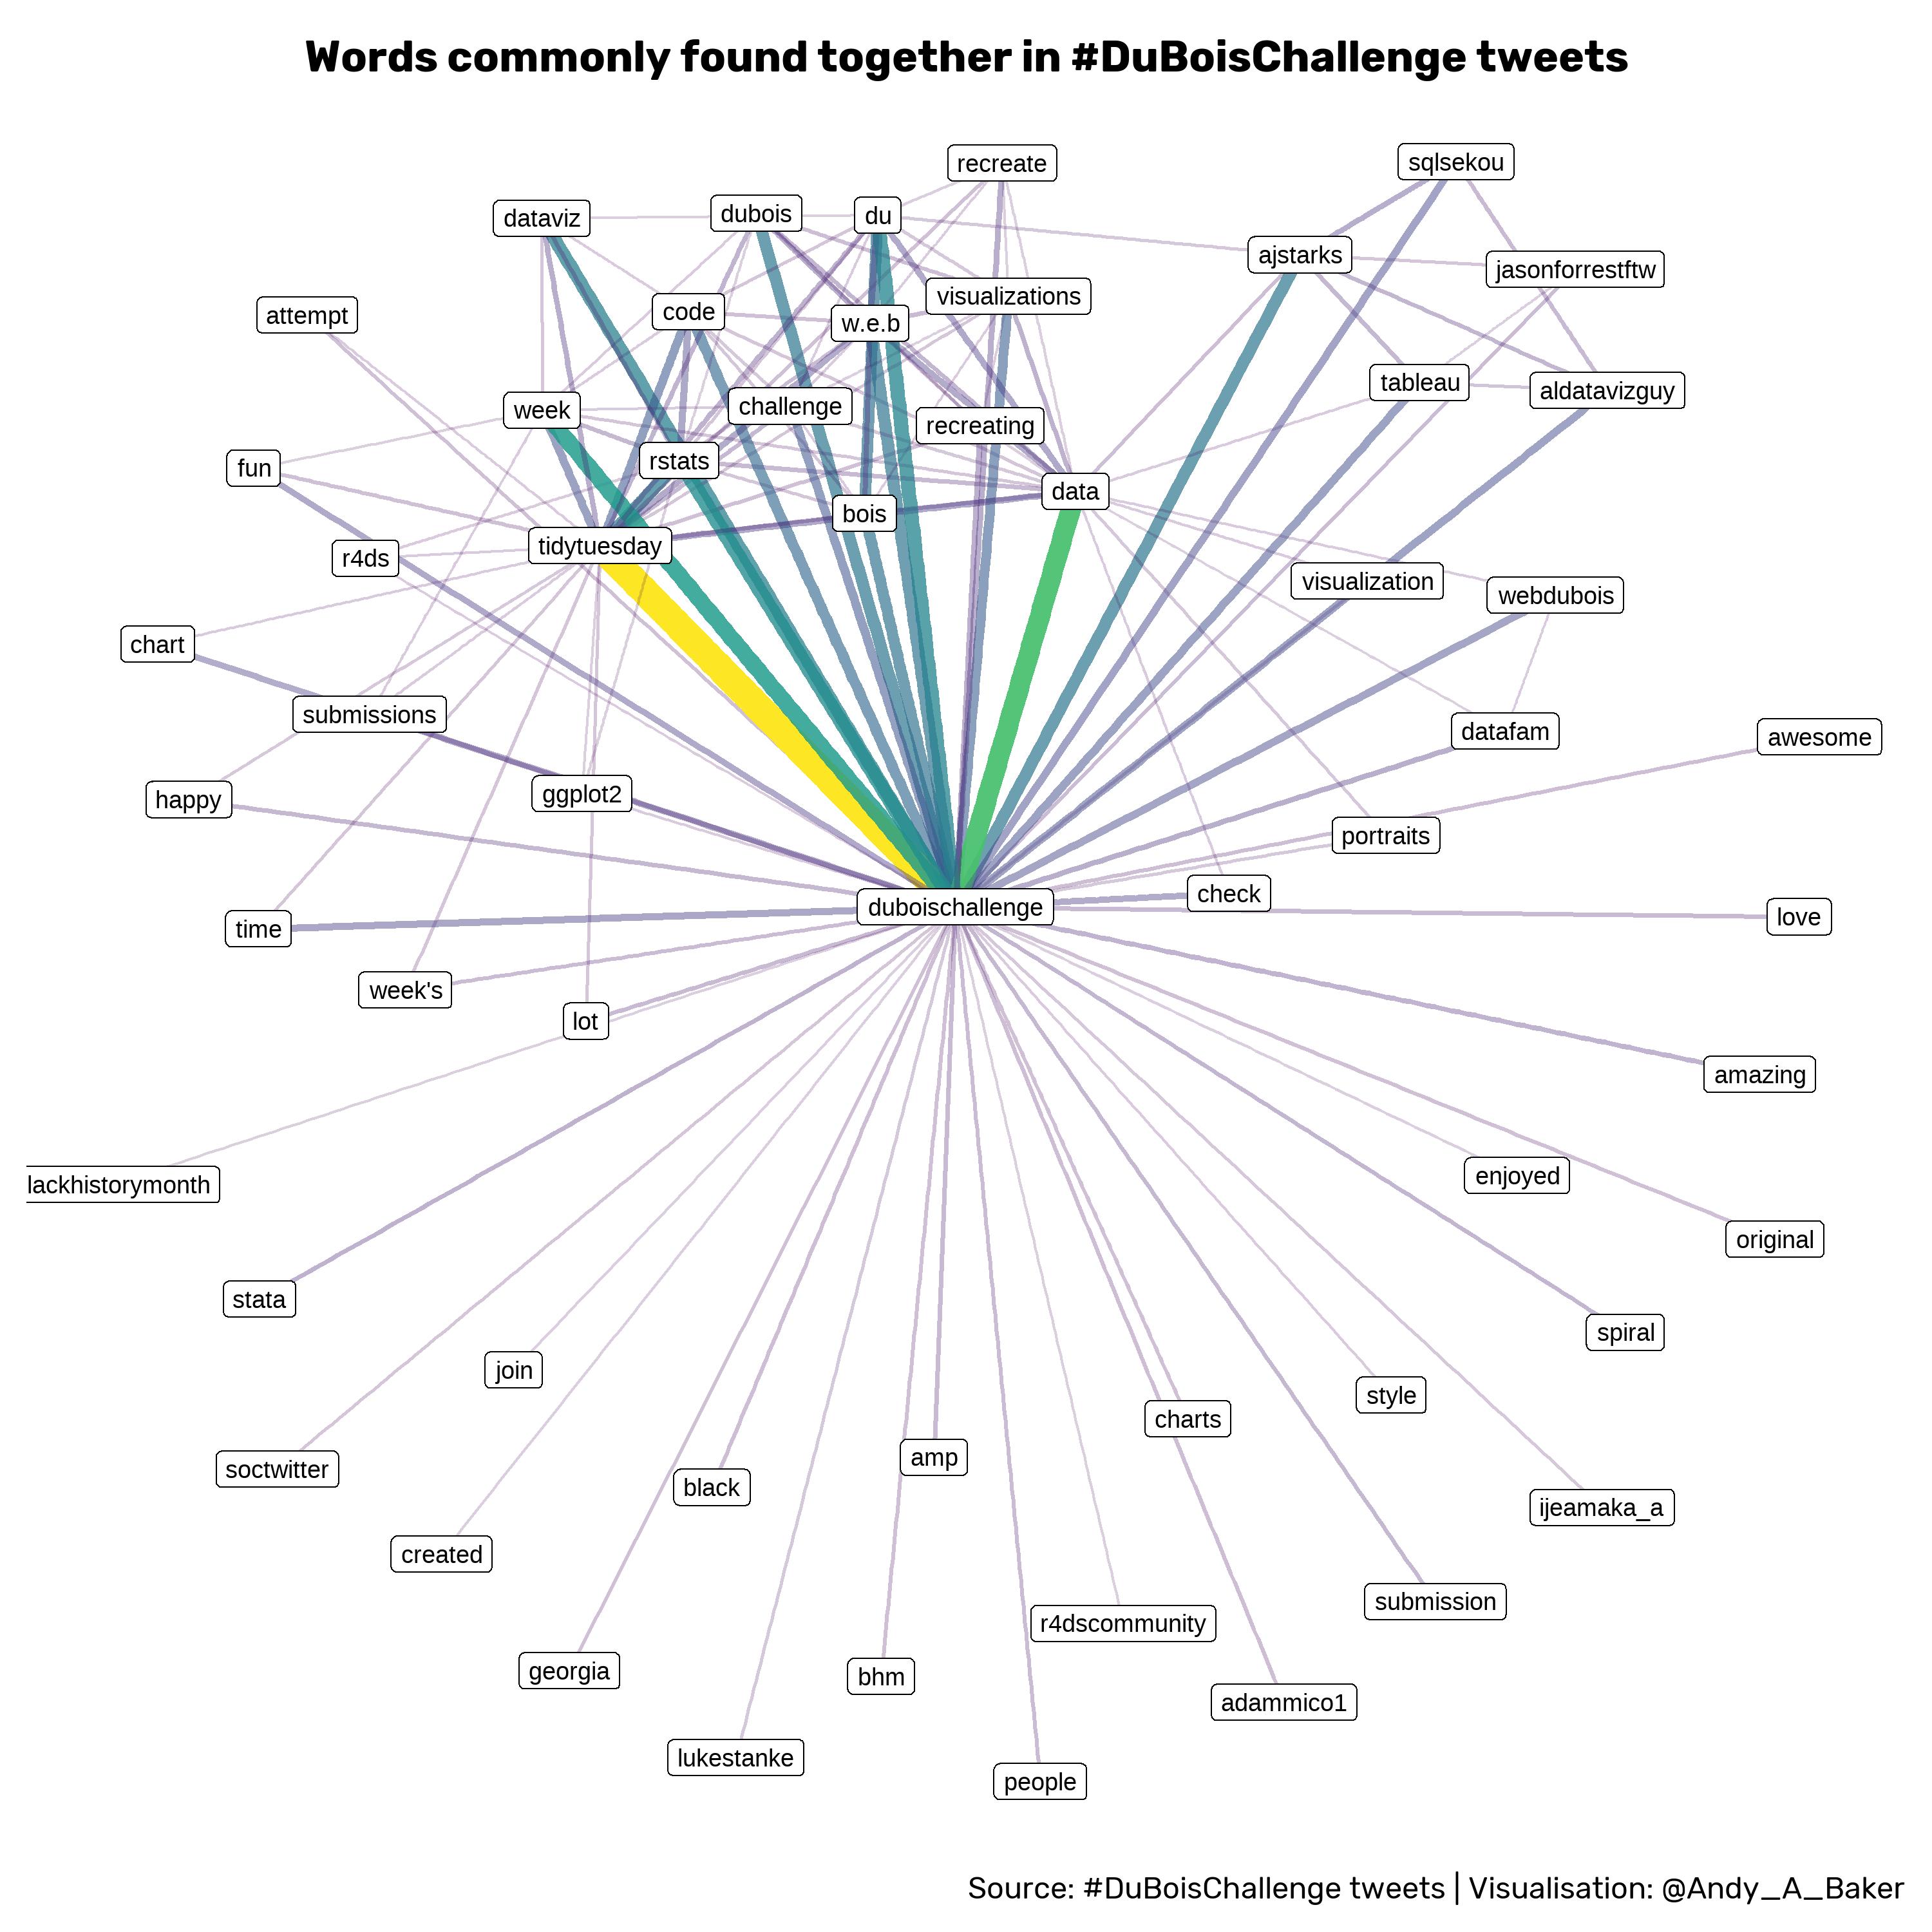 Words commonly found together in #DuBoisChallenge tweets
recreate
sqlsekou
dataviz
dubois
du
ajstarks
jasonforrestftw
visualizations
attempt
code
w.e.b
tableau
aldatavizguy
week
challenge
recreating
fun
rstats
data
bois
r4ds
tidytuesday
visualization
webdubois
chart
submissions
datafam
awesome
happy
ggplot2
portraits
check
duboischallenge
time
love
week's
lot
amazing
lackhistorymonth
enjoyed
original
stata
spiral
join
style
charts
soctwitter
amp
black
ijeamaka_a
created
submission
r4dscommunity
georgia
bhm
adammico1
lukestanke
people
Source: #DuBoisChallenge tweets | Visualisation: @Andy_A_Baker